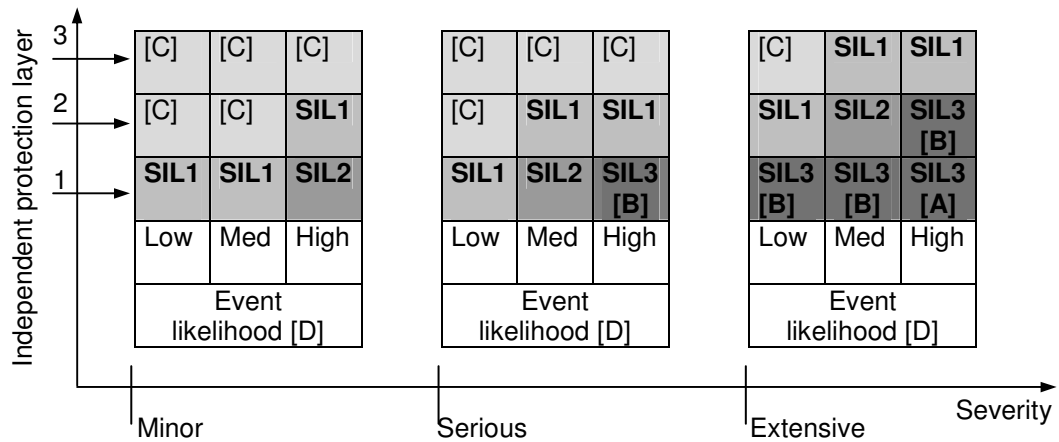 Independent protection layer
3
[C] [C] [C]
[C] [C] [C]
[C] SIL1 SIL1
2
[C] [C] SIL1
[C] SIL1 SIL1
SIL1 SIL2 SIL3
[B]
1
SIL1 SIL1 SIL2
SIL1 SIL2 SIL3
[B]
SIL3 SIL3 SIL3
[B] [B] [A]
Low Med High
Low Med High
Low Med High
Event
likelihood [D]
Event
likelihood [D]
Event
likelihood [D]
Severity
Minor
Serious
Extensive